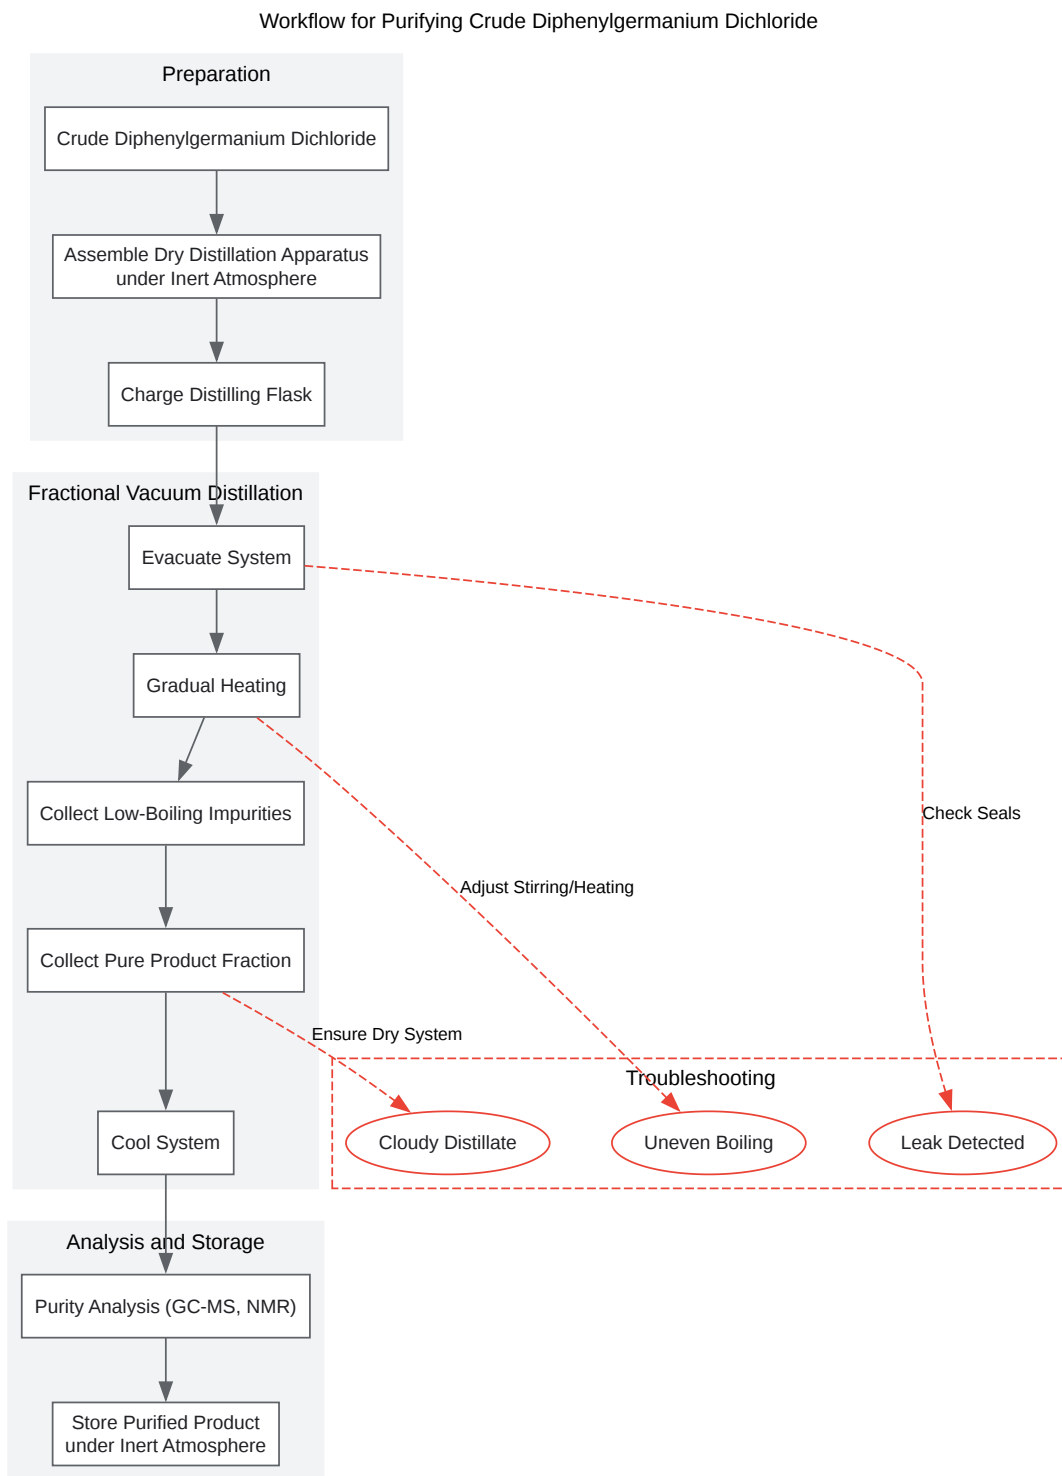 Workflow for Purifying Crude Diphenylgermanium Dichloride
Preparation
Crude Diphenylgermanium Dichloride
Assemble Dry Distillation Apparatus
under Inert Atmosphere
Charge Distilling Flask
Fractional Vacuum Distillation
Evacuate System
Gradual Heating
Collect Low-Boiling Impurities
Check Seals
Adjust Stirring/Heating
Collect Pure Product Fraction
Ensure Dry System
Troubleshooting
Cool System
Cloudy Distillate
Uneven Boiling
Leak Detected
Analysis and Storage
Purity Analysis (GC-MS, NMR)
Store Purified Product
under Inert Atmosphere